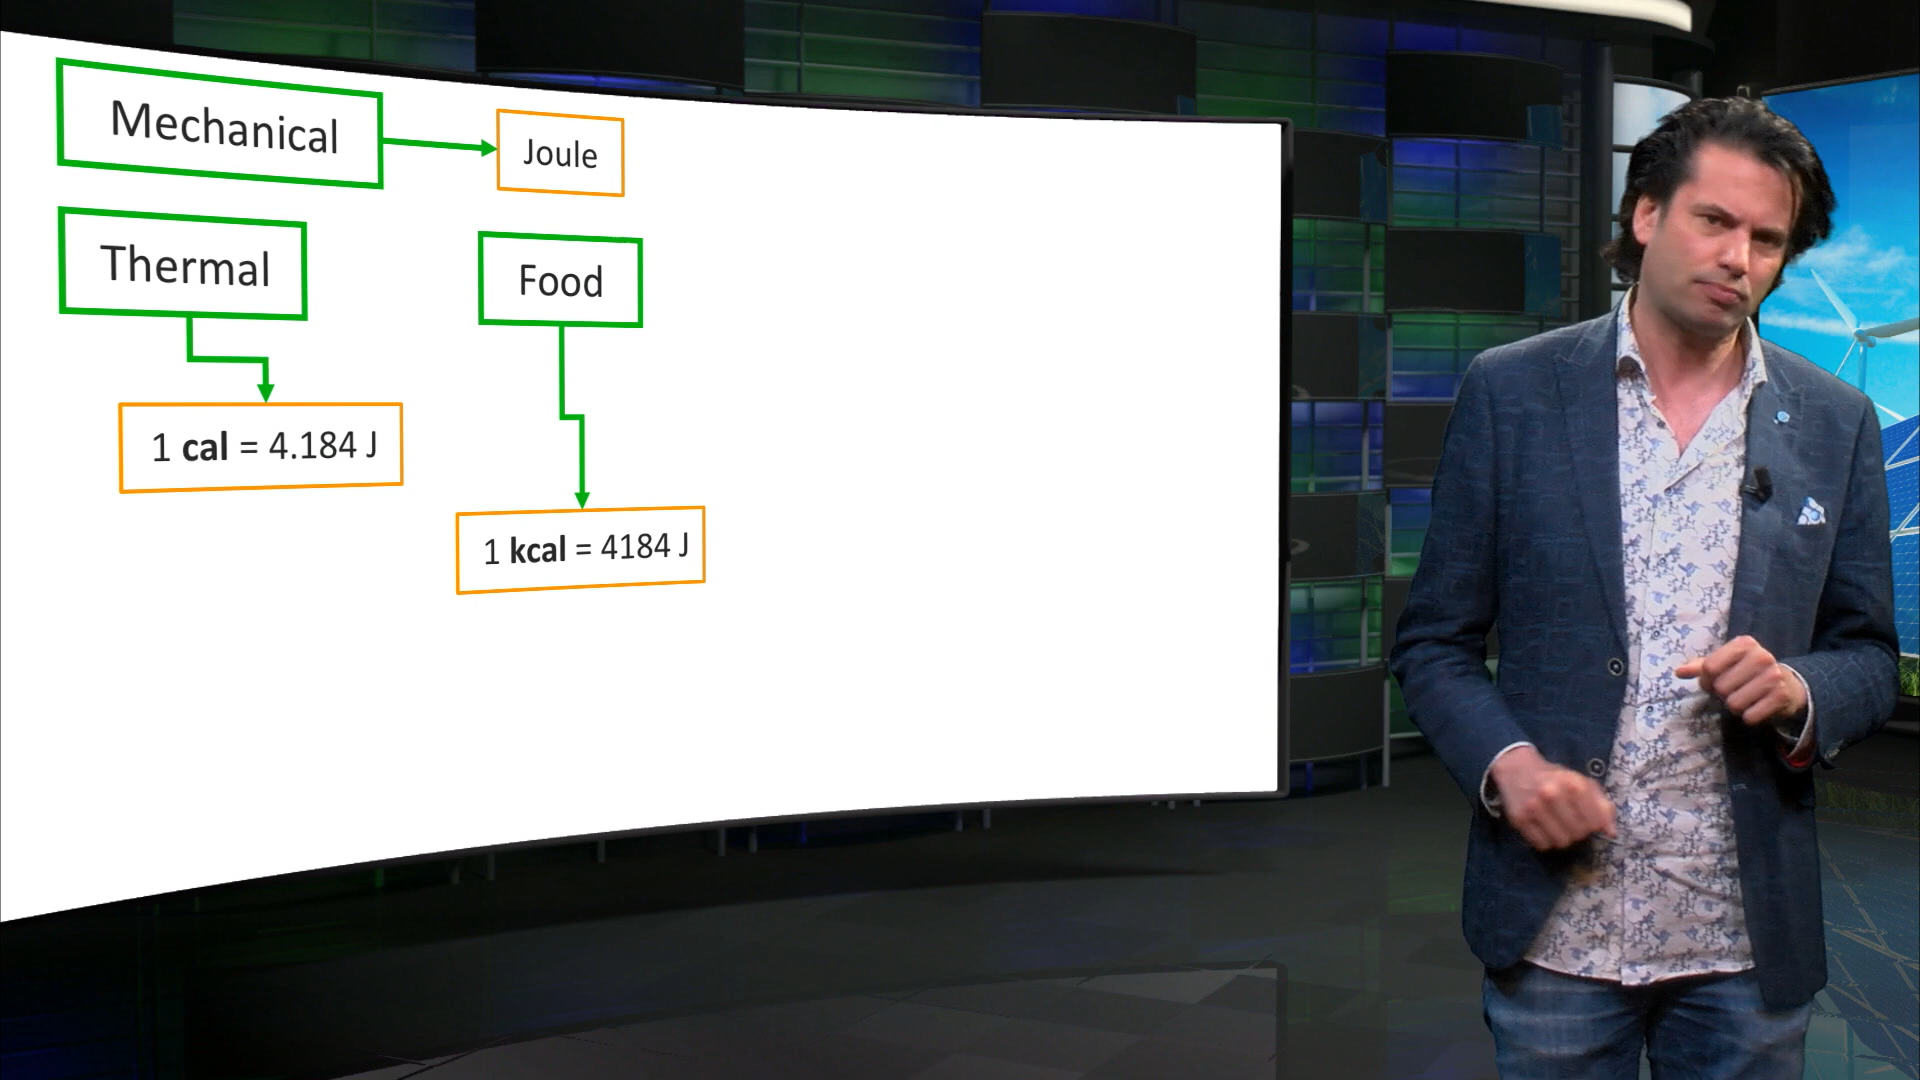 Mechanical
Joule
Thermal
Food
1 cal = 4.184 J
1 kcal = 4184 J